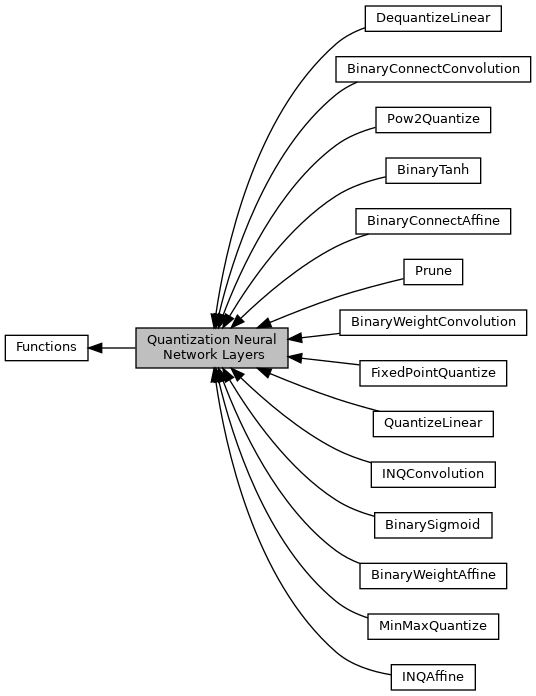 DequantizeLinear
BinaryConnectConvolution
Pow2Quantize
BinaryTanh
BinaryConnectAffine
Prune
BinaryWeightConvolution
Functions
Quantization Neural
Network Layers
FixedPointQuantize
QuantizeLinear
INQConvolution
BinarySigmoid
BinaryWeightAffine
MinMaxQuantize
INQAffine